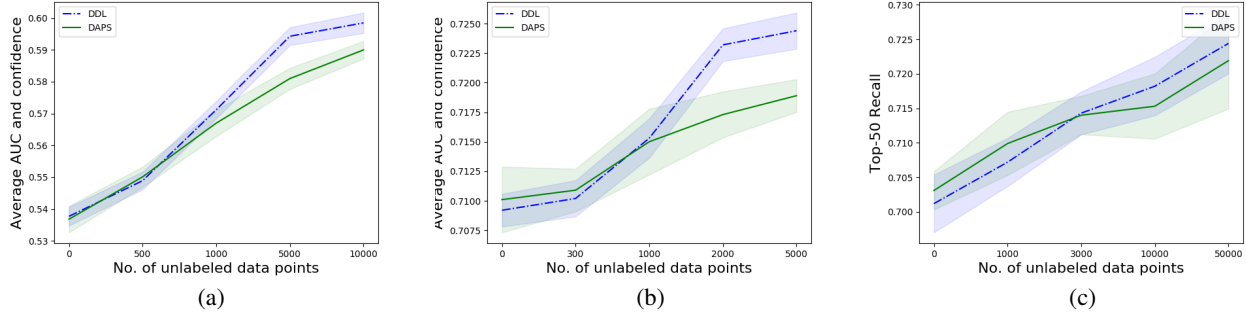 DDL
DAPS
0.60
0.59
0.58
0.57
0.56
0.55
0.54
0.53
Average AUC and confidence
0 500 1000 5000 10000
No. of unlabeled data points
(a)
DDL
DAPS
0.7250
0.7225
0.7200
0.7175
0.7150
0.7125
0.7100
0.7075
Average AUC and confidence
0 300 1000 2000 5000
No. of unlabeled data points
(b)
DDL
DAPS
0.730
0.725
0.720
0.715
0.710
0.705
0.700
Top-50 Recall
0 1000 3000 10000 50000
No. of unlabeled data points
(c)